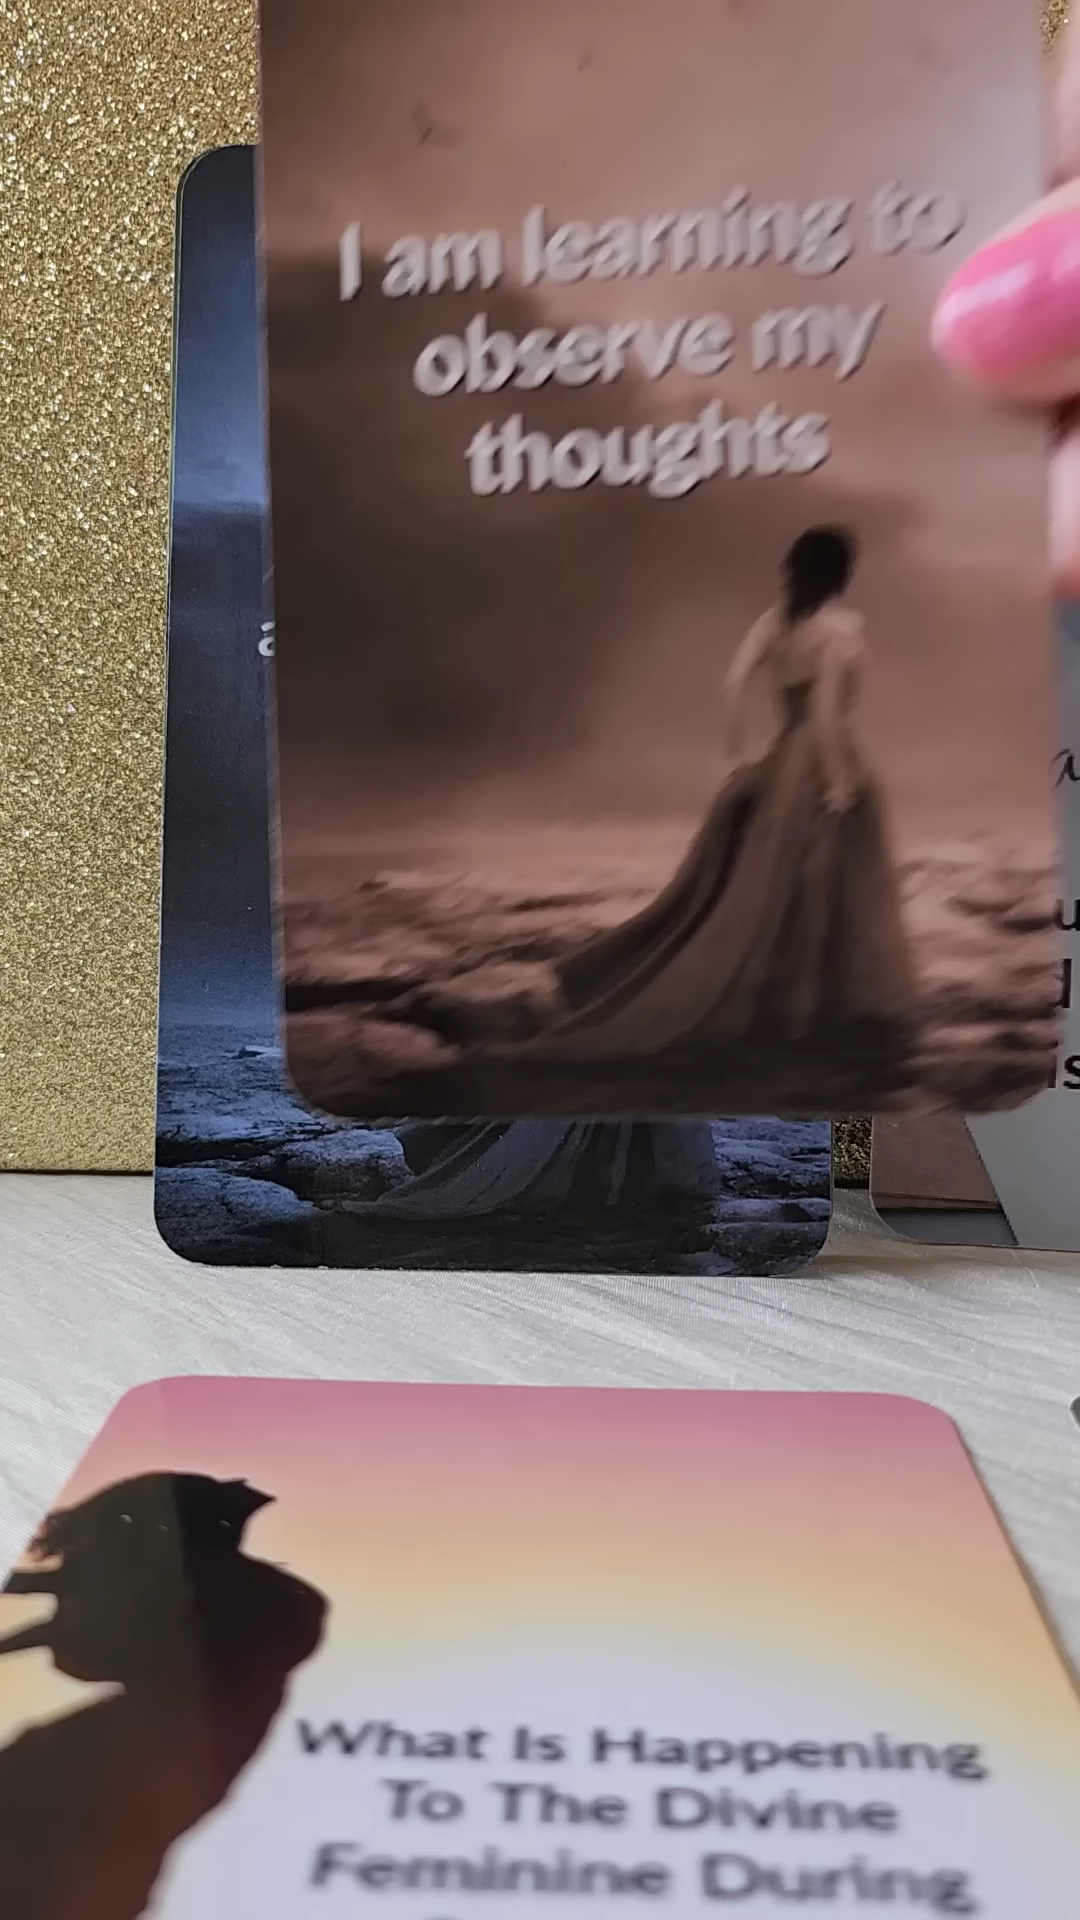 I am learning to
observe my
thoughts
What Is Happening
To The Divine
Feminine During